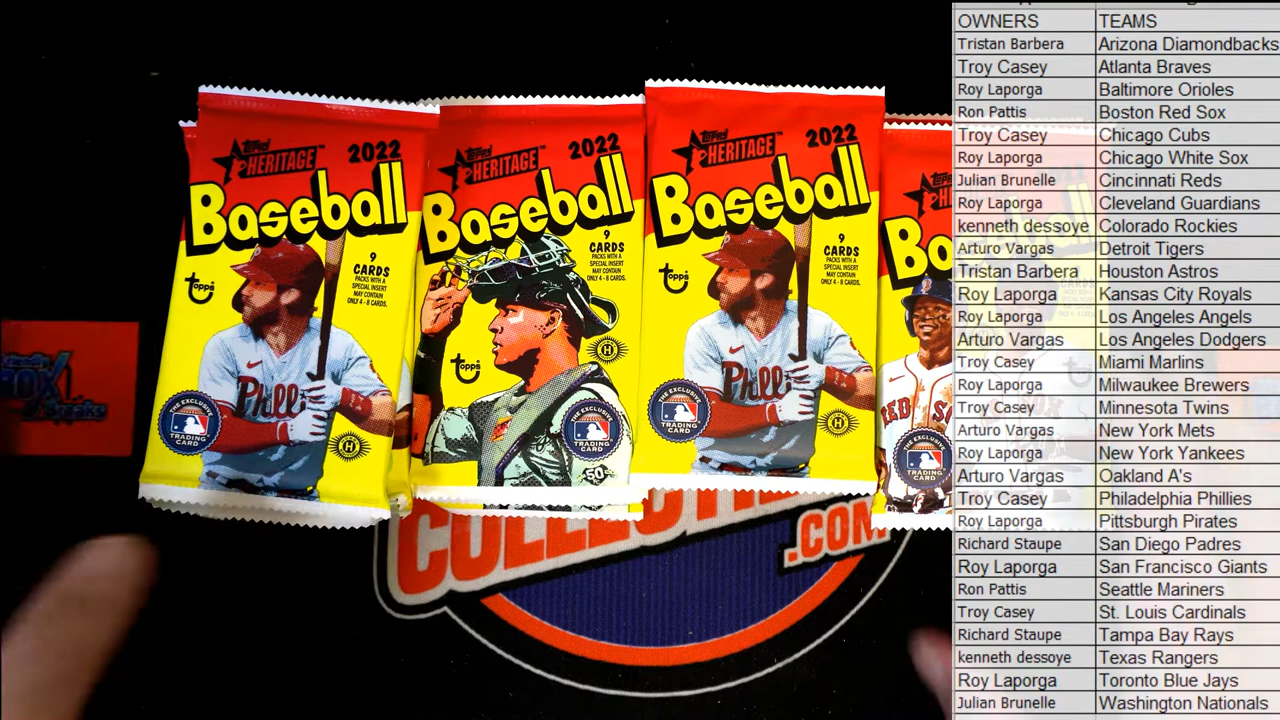 TOPPS HERITAGE 2022
Baseball
9 CARDS
PACKS WITH A
SPECIAL INSERT
MAY CONTAIN
ONLY 4 - 8 CARDS.
topps
Phill
THE EXCLUSIVE
TRADING
CARD
H
TOPPS HERITAGE 2022
Baseball
9 CARDS
PACKS WITH A
SPECIAL INSERT
MAY CONTAIN
ONLY 4 - 8 CARDS.
topps
H
THE EXCLUSIVE
TRADING
CARD
50
TOPPS HERITAGE 2022
Baseball
9 CARDS
PACKS WITH A
SPECIAL INSERT
MAY CONTAIN
ONLY 4 - 8 CARDS.
topps
Phill
THE EXCLUSIVE
TRADING
CARD
H
Ba
RED S
THE EXCLUSIVE
TRADING
CARD
BOX
Breaks
COLLECTI
.COM
OWNERS TEAMS
Tristan Barbera Arizona Diamondbacks
Troy Casey Atlanta Braves
Roy Laporga Baltimore Orioles
Ron Pattis Boston Red Sox
Troy Casey Chicago Cubs
Roy Laporga Chicago White Sox
Julian Brunelle Cincinnati Reds
Roy Laporga Cleveland Guardians
kenneth dessoye Colorado Rockies
Arturo Vargas Detroit Tigers
Tristan Barbera Houston Astros
Roy Laporga Kansas City Royals
Roy Laporga Los Angeles Angels
Arturo Vargas Los Angeles Dodgers
Troy Casey Miami Marlins
Roy Laporga Milwaukee Brewers
Troy Casey Minnesota Twins
Arturo Vargas New York Mets
Roy Laporga New York Yankees
Arturo Vargas Oakland A's
Troy Casey Philadelphia Phillies
Roy Laporga Pittsburgh Pirates
Richard Staupe San Diego Padres
Roy Laporga San Francisco Giants
Ron Pattis Seattle Mariners
Troy Casey St. Louis Cardinals
Richard Staupe Tampa Bay Rays
kenneth dessoye Texas Rangers
Roy Laporga Toronto Blue Jays
Julian Brunelle Washington Nationals